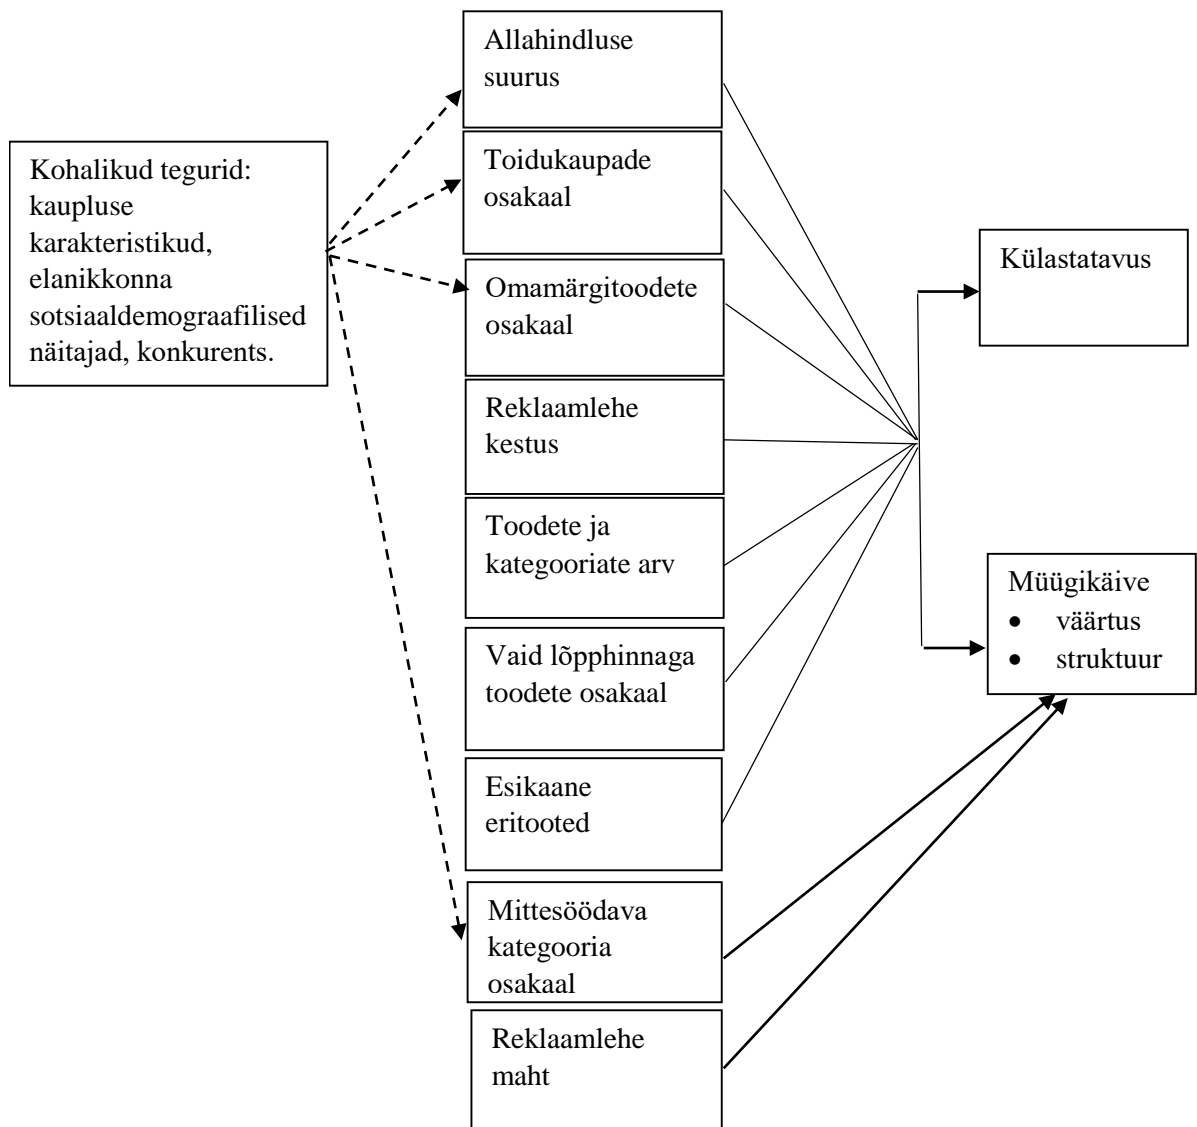 Kohalikud tegurid:
kaupluse
karakteristikud,
elanikkonna
sotsiaaldemograafilised
näitajad, konkurents.
Allahindluse
suurus
Toidukaupade
osakaal
Omamärgitoodete
osakaal
Reklaamlehe
kestus
Toodete ja
kategooriate arv
Vaid lõpphinnaga
toodete osakaal
Esikaane
eritooted
Mittesöödava
kategooria
osakaal
Reklaamlehe
maht
Külastatavus
Müügikäive
• väärtus
• struktuur